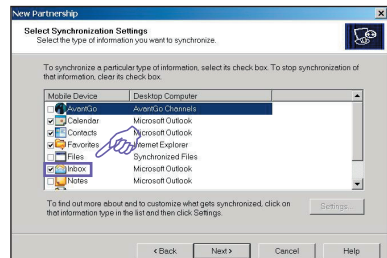 New Partnership
Select Synchronization Settings
Select the type of information you want to synchronize.
To synchronize a particular type of information, select its check box. To stop synchronization of
that information, clear its check box.
Mobile Device Desktop Computer
AvantGo AvantGo Channels
Calendar Microsoft Outlook
Contacts Microsoft Outlook
Favorites Internet Explorer
Files Synchronized Files
Inbox Microsoft Outlook
Notes Microsoft Outlook
To find out more about and to customize what gets synchronized, click on
that information type in the list and then click Settings.
Settings...
< Back Next > Cancel Help